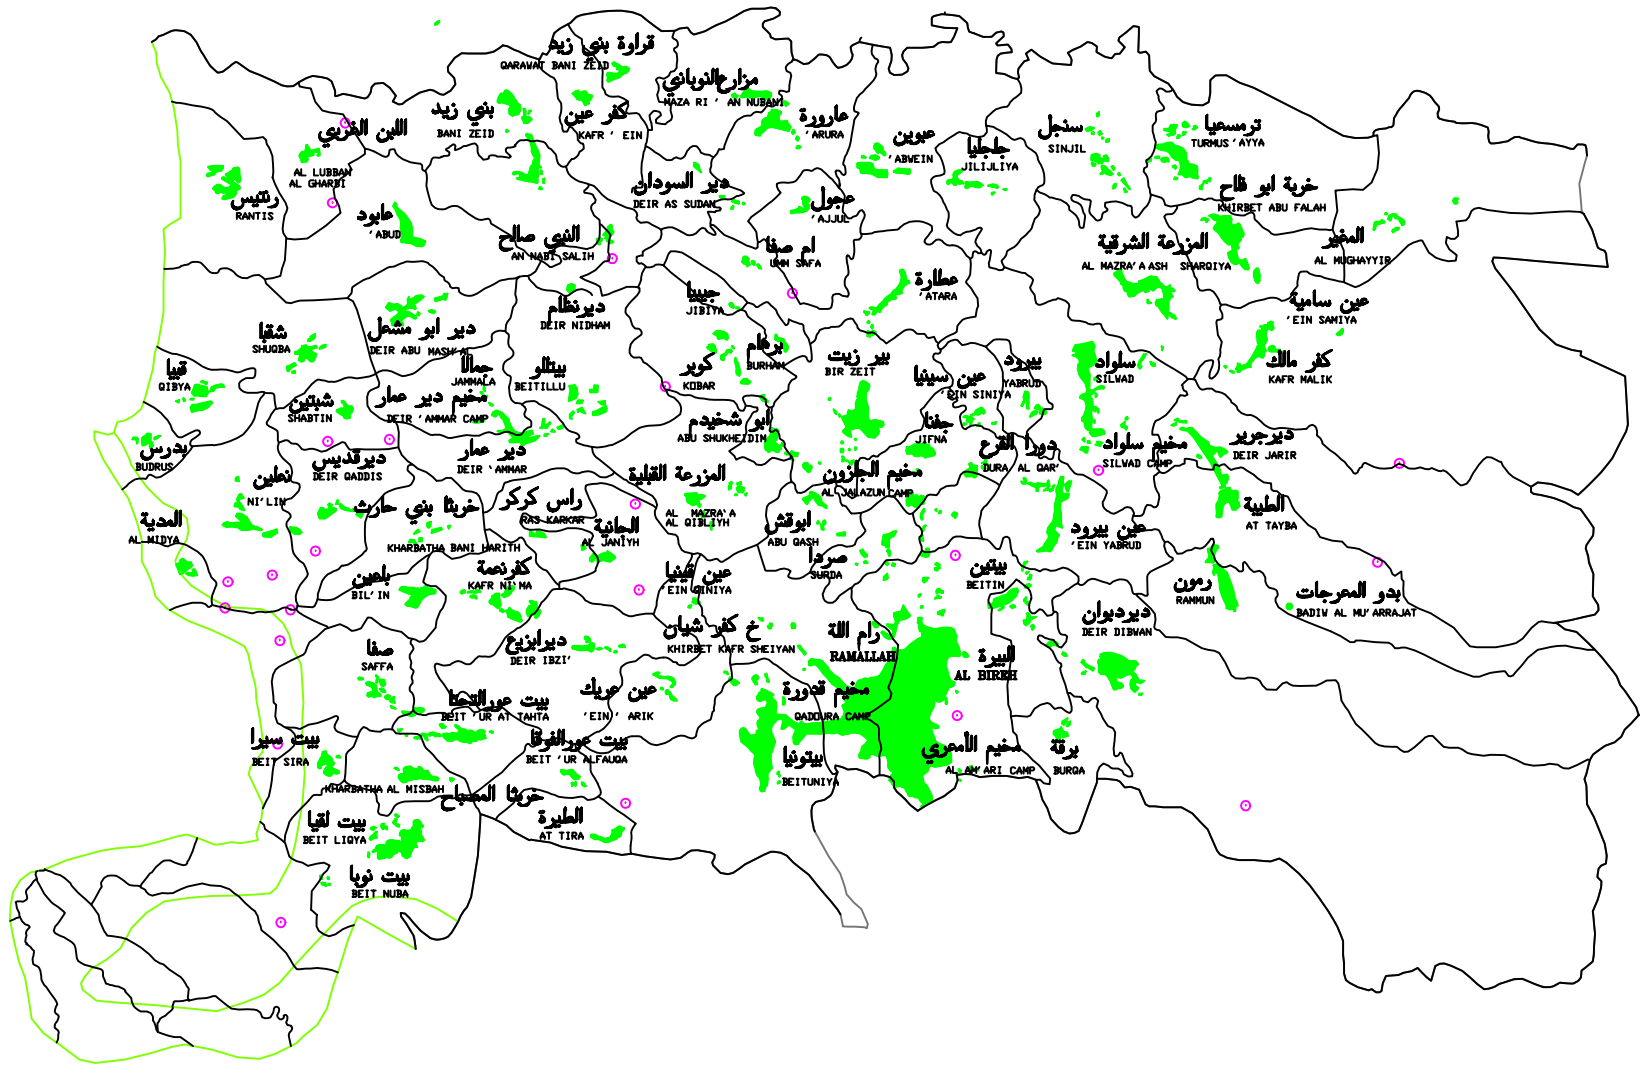 قراوة بني زيد
QARAWAT BANI ZEID
مزارع النوباني
MAZA RI ' AN NUBANI
بني زيد
BANI ZEID
كفر عين
KAFR ' EIN
عارورة
'ARURA
عبوين
'ABWEIN
جلجليا
JILIJLIYA
سنجل
SINJIL
ترمسعيا
TURMUS'AYYA
اللبن الغربي
AL LUBBAN
AL GHARBI
رنتيس
RANTIS
عابود
'ABUD
دير السودان
DEIR AS SUDAN
عجول
'AJJUL
خربة ابو فلاح
KHIRBET ABU FALAH
النبي صالح
AN NABI SALIH
ام صفا
UMM SAFA
المزرعة الشرقية
AL MAZRA'A ASH SHARQIYA
المغير
AL MUGHAYYIR
عطارة
'ATARA
جيبيا
JIBIYA
ديرنظام
DEIR NIDHAM
عين سامية
'EIN SAMIYA
شقبا
SHUQBA
دير ابو مشعل
DEIR ABU MASH'AL
برهام
BURHAM
بير زيت
BIR ZEIT
يبرود
YABRUD
سلواد
SILWAD
كفر مالك
KAFR MALIK
قبيا
QIBYA
جمالا
JAMMALA
بيتللو
BEITILLU
كوبر
KOBAR
عين سينيا
EIN SINIYA
شبتين
SHABTIN
مخيم دير عمار
DEIR 'AMMAR CAMP
ابو شخيدم
ABU SHUKHEIDIM
جفنا
JIFNA
دورا القرع
DURA AL QAR'
مخيم سلواد
SILWAD CAMP
ديرجرير
DEIR JARIR
بدرس
BUDRUS
ديرقديس
DEIR QADDIS
دير عمار
DEIR 'AMMAR
نعلين
NI'LIN
المزرعة القبلية
AL MAZRA'A
AL QIBLIYH
مخيم الجلزون
AL JALAZUN CAMP
المدية
AL MIDYA
خربثا بني حارث
KHARBATHA BANI HARITH
راس كركر
RAS KARKAR
الجانية
AL JANIYH
ابوقش
ABU QASH
عين يبرود
'EIN YABRUD
الطيبة
AT TAYBA
بلعين
BIL'IN
كفرنعمة
KAFR NI'MA
عين قينيا
EIN QINIYA
صردا
SURDA
بيتين
BEITIN
رمون
RAMMUN
بدو المعرجات
BADIW AL MU'ARRAJAT
صفا
SAFFA
ديرابزيع
DEIR IBZI'
خ كفر شيان
KHIRBET KAFR SHEIYAN
رام الله
RAMALLAH
البيرة
AL BIREH
ديردبوان
DEIR DIBWAN
بيت عورالتحتا
BEIT 'UR AT TAHTA
عين عريك
'EIN ' ARIK
مخيم قدورة
QADOURA CAMP
بيت سيرا
BEIT SIRA
بيت عورالفوقا
BEIT 'UR ALFAUQA
بيتونيا
BEITUNIYA
مخيم الأمعري
AL AM'ARI CAMP
برقة
BURQA
KHARBATHA AL MISBAH
خربثا المصباح
بيت لقيا
BEIT LIQYA
الطيرة
AT TIRA
بيت نوبا
BEIT NUBA